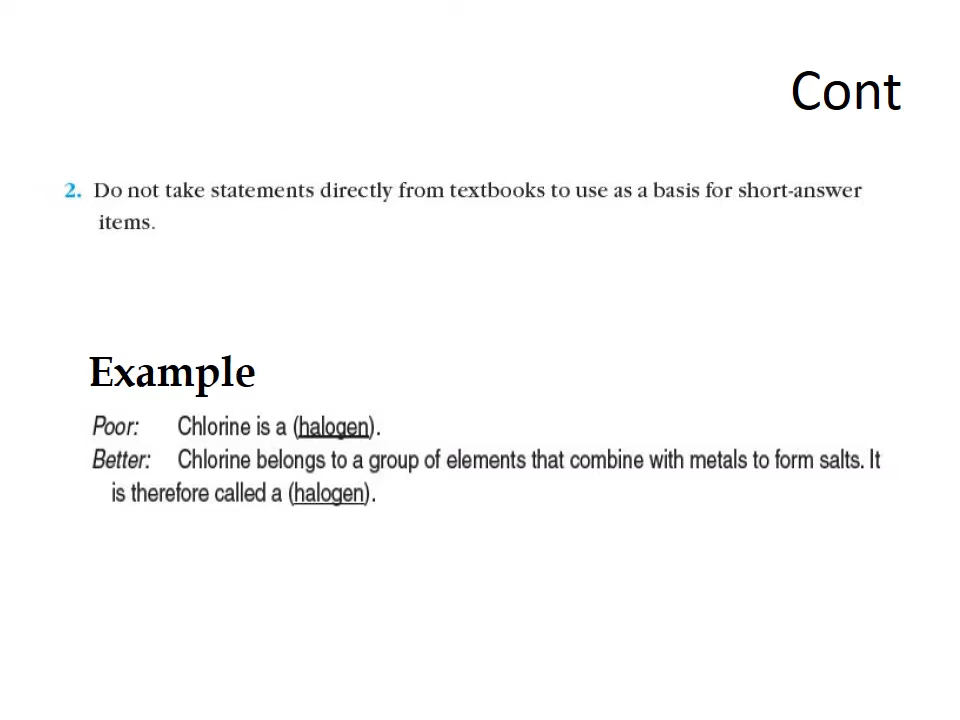 Cont
2. Do not take statements directly from textbooks to use as a basis for short-answer
items.
Example
Poor: Chlorine is a (halogen).
Better: Chlorine belongs to a group of elements that combine with metals to form salts. It
is therefore called a (halogen).